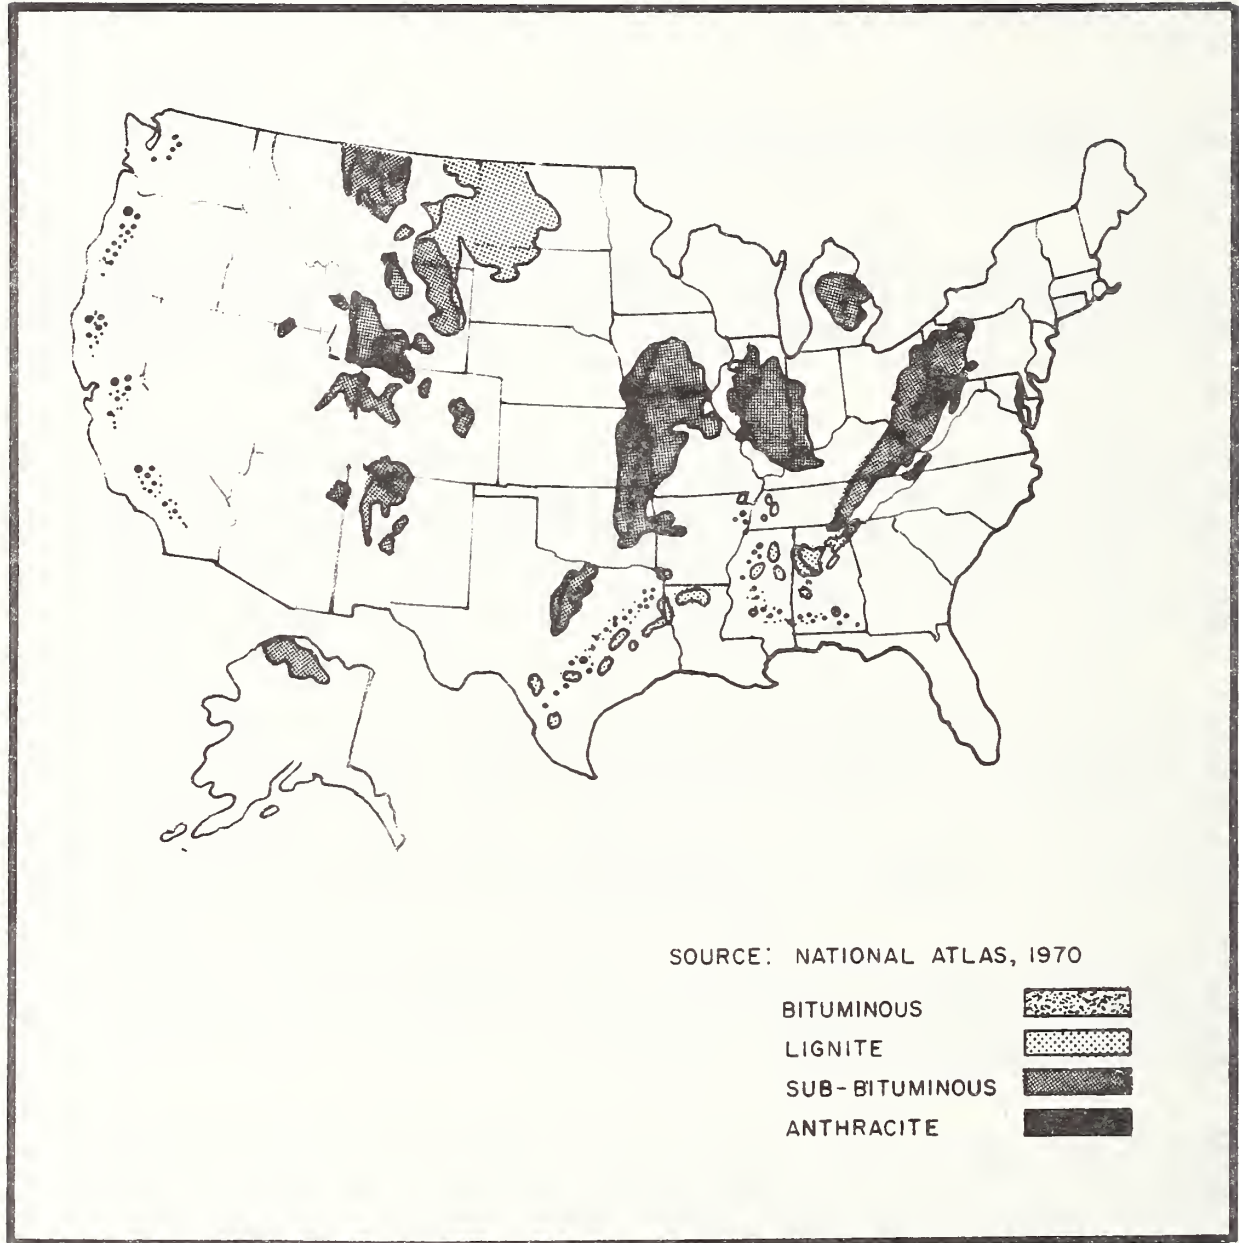 SOURCE: NATIONAL ATLAS, 1970
BITUMINOUS
LIGNITE
SUB-BITUMINOUS
ANTHRACITE